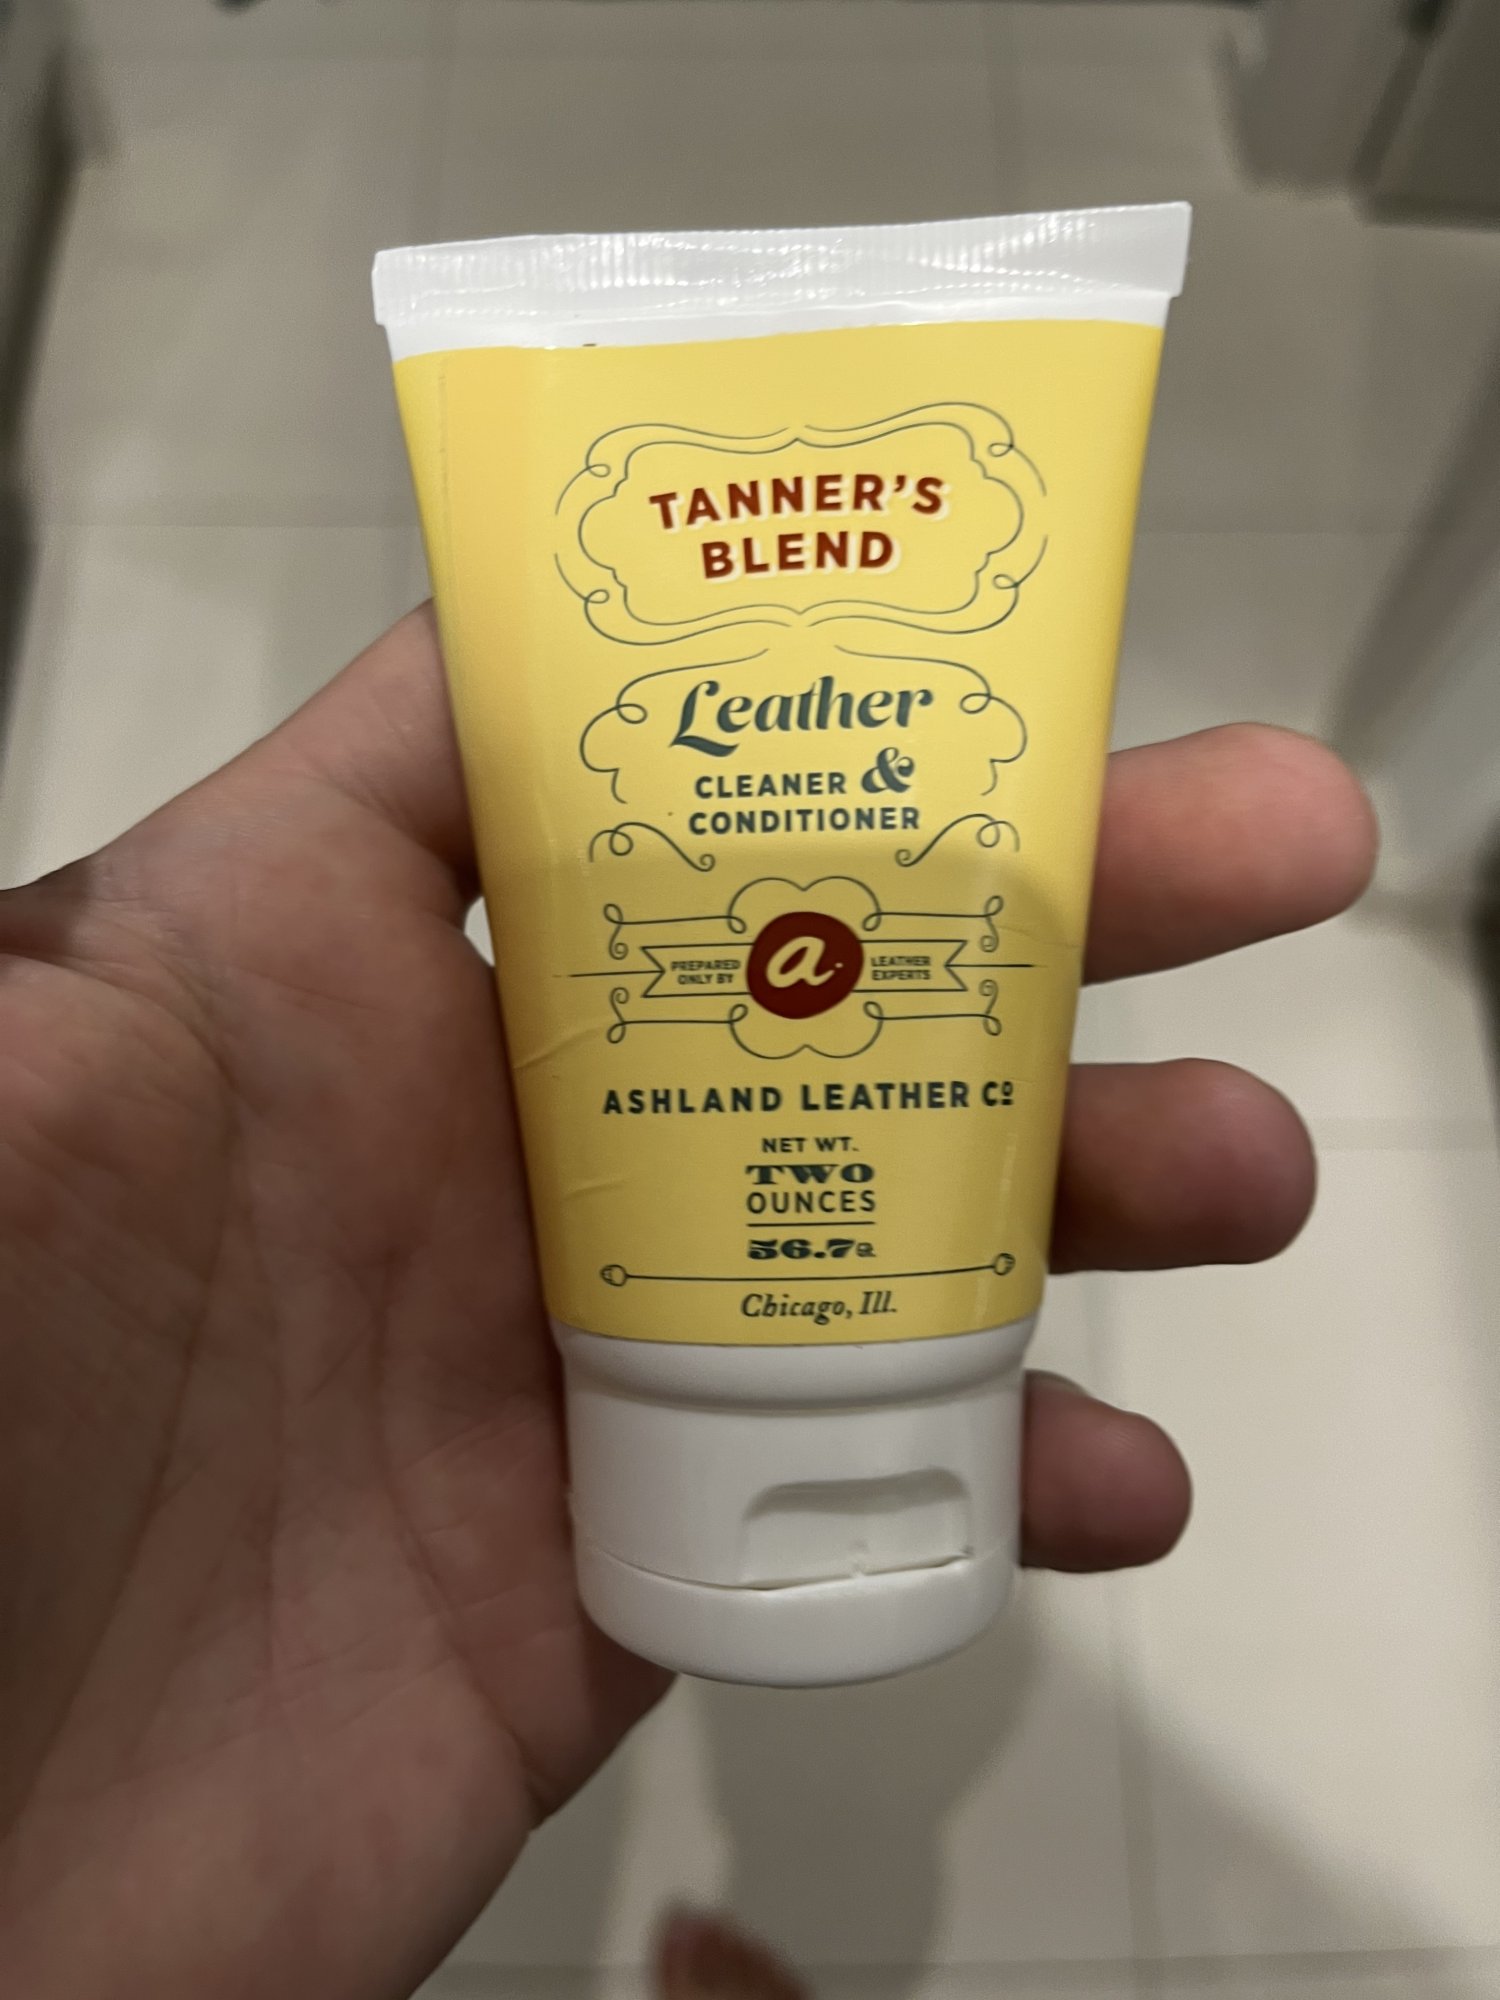 TANNER'S
BLEND
Leather
CLEANER &
CONDITIONER
PREPARED
ONLY BY
a.
LEATHER
EXPERTS
ASHLAND LEATHER Cº
NET WT.
TWO
OUNCES
56.7g
Chicago, Ill.